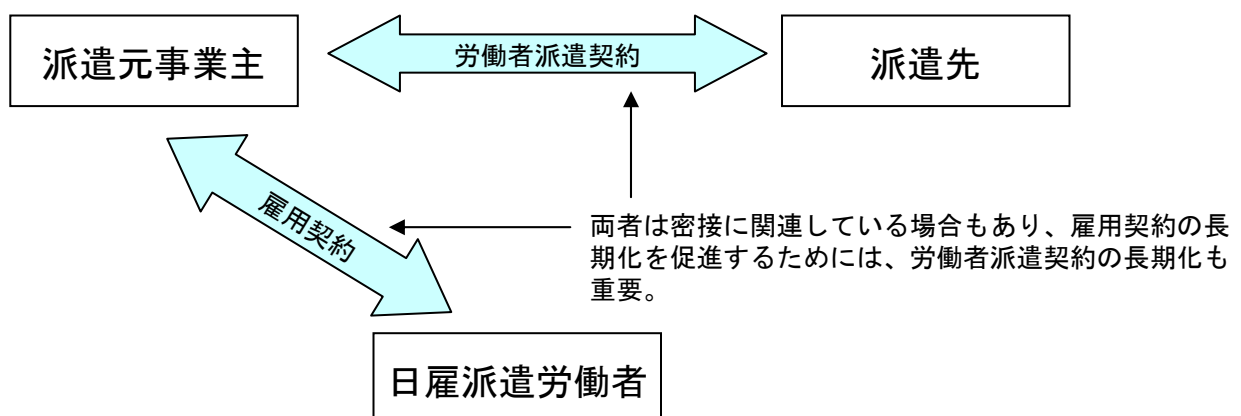 派遣元事業主
労働者派遣契約
派遣先
雇用契約
両者は密接に関連している場合もあり、雇用契約の長
期化を促進するためには、労働者派遣契約の長期化も
重要。
日雇派遣労働者